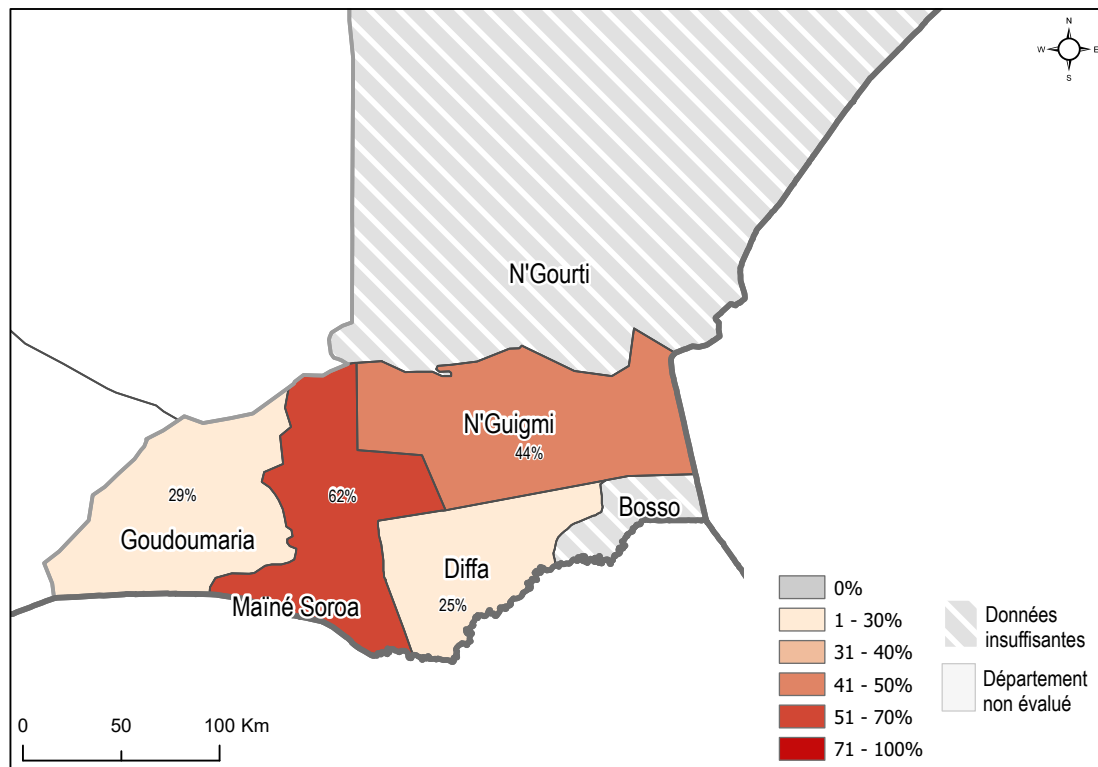 N
W
E
S
N'Gourti
N'Guigmi
44%
62%
29%
Bosso
Goudoumaria
Diffa
25%
Maïné Soroa
0%
1 - 30%
31 - 40%
41 - 50%
51 - 70%
71 - 100%
Données
insuffisantes
Département
non évalué
0 50 100 Km